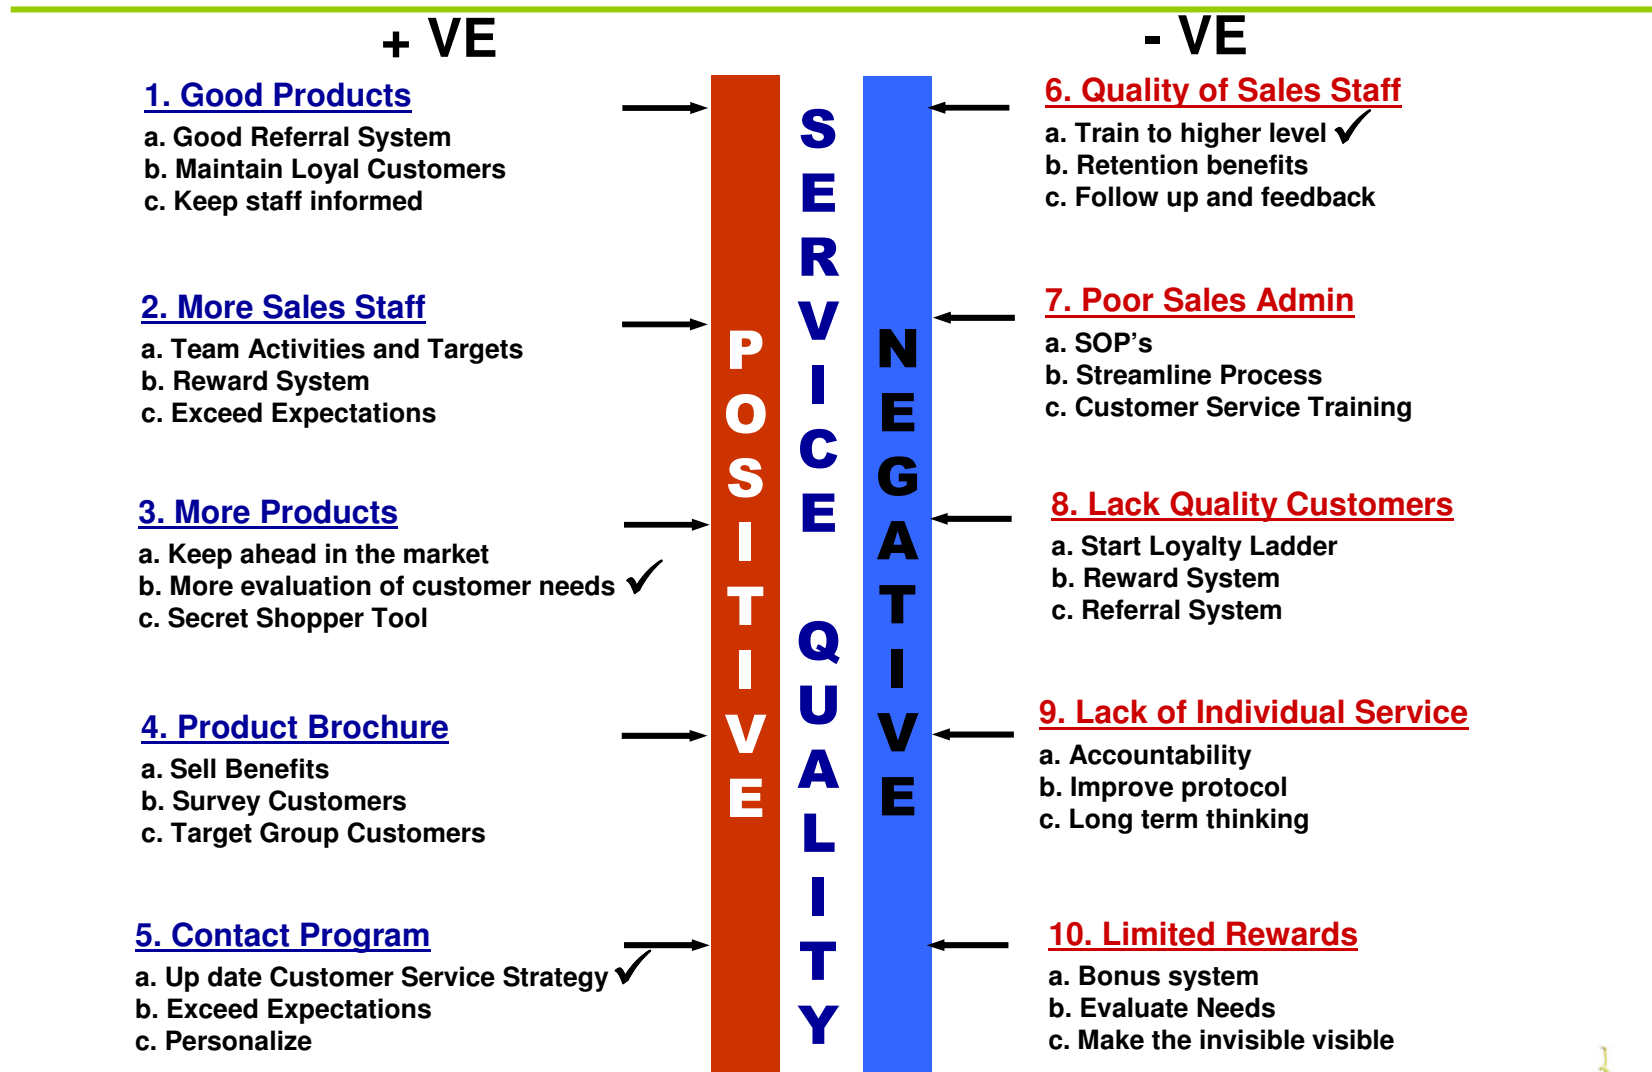 + VE
1. Good Products
a. Good Referral System
b. Maintain Loyal Customers
c. Keep staff informed
2. More Sales Staff
a. Team Activities and Targets
b. Reward System
c. Exceed Expectations
3. More Products
a. Keep ahead in the market
b. More evaluation of customer needs ✓
c. Secret Shopper Tool
4. Product Brochure
a. Sell Benefits
b. Survey Customers
c. Target Group Customers
5. Contact Program
a. Up date Customer Service Strategy ✓
b. Exceed Expectations
c. Personalize
POSITIVE
SERVICE QUALITY
NEGATIVE
- VE
6. Quality of Sales Staff
a. Train to higher level ✓
b. Retention benefits
c. Follow up and feedback
7. Poor Sales Admin
a. SOP’s
b. Streamline Process
c. Customer Service Training
8. Lack Quality Customers
a. Start Loyalty Ladder
b. Reward System
c. Referral System
9. Lack of Individual Service
a. Accountability
b. Improve protocol
c. Long term thinking
10. Limited Rewards
a. Bonus system
b. Evaluate Needs
c. Make the invisible visible